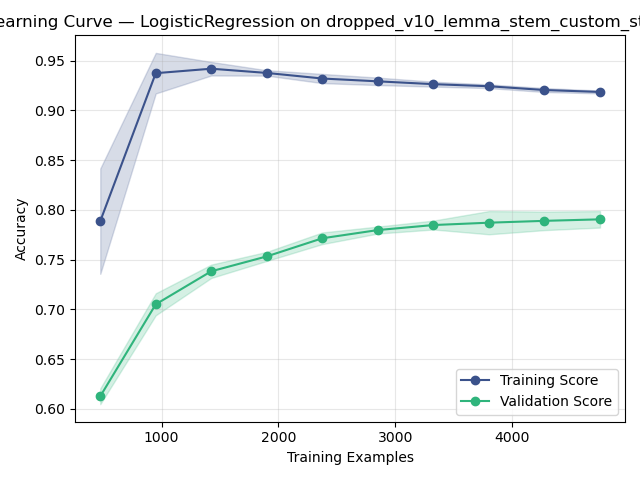 earning Curve — LogisticRegression on dropped_v10_lemma_stem_custom_st
0.95
0.90
0.85
0.80
0.75
0.70
0.65
0.60
Accuracy
1000 2000 3000 4000
Training Examples
Training Score
Validation Score